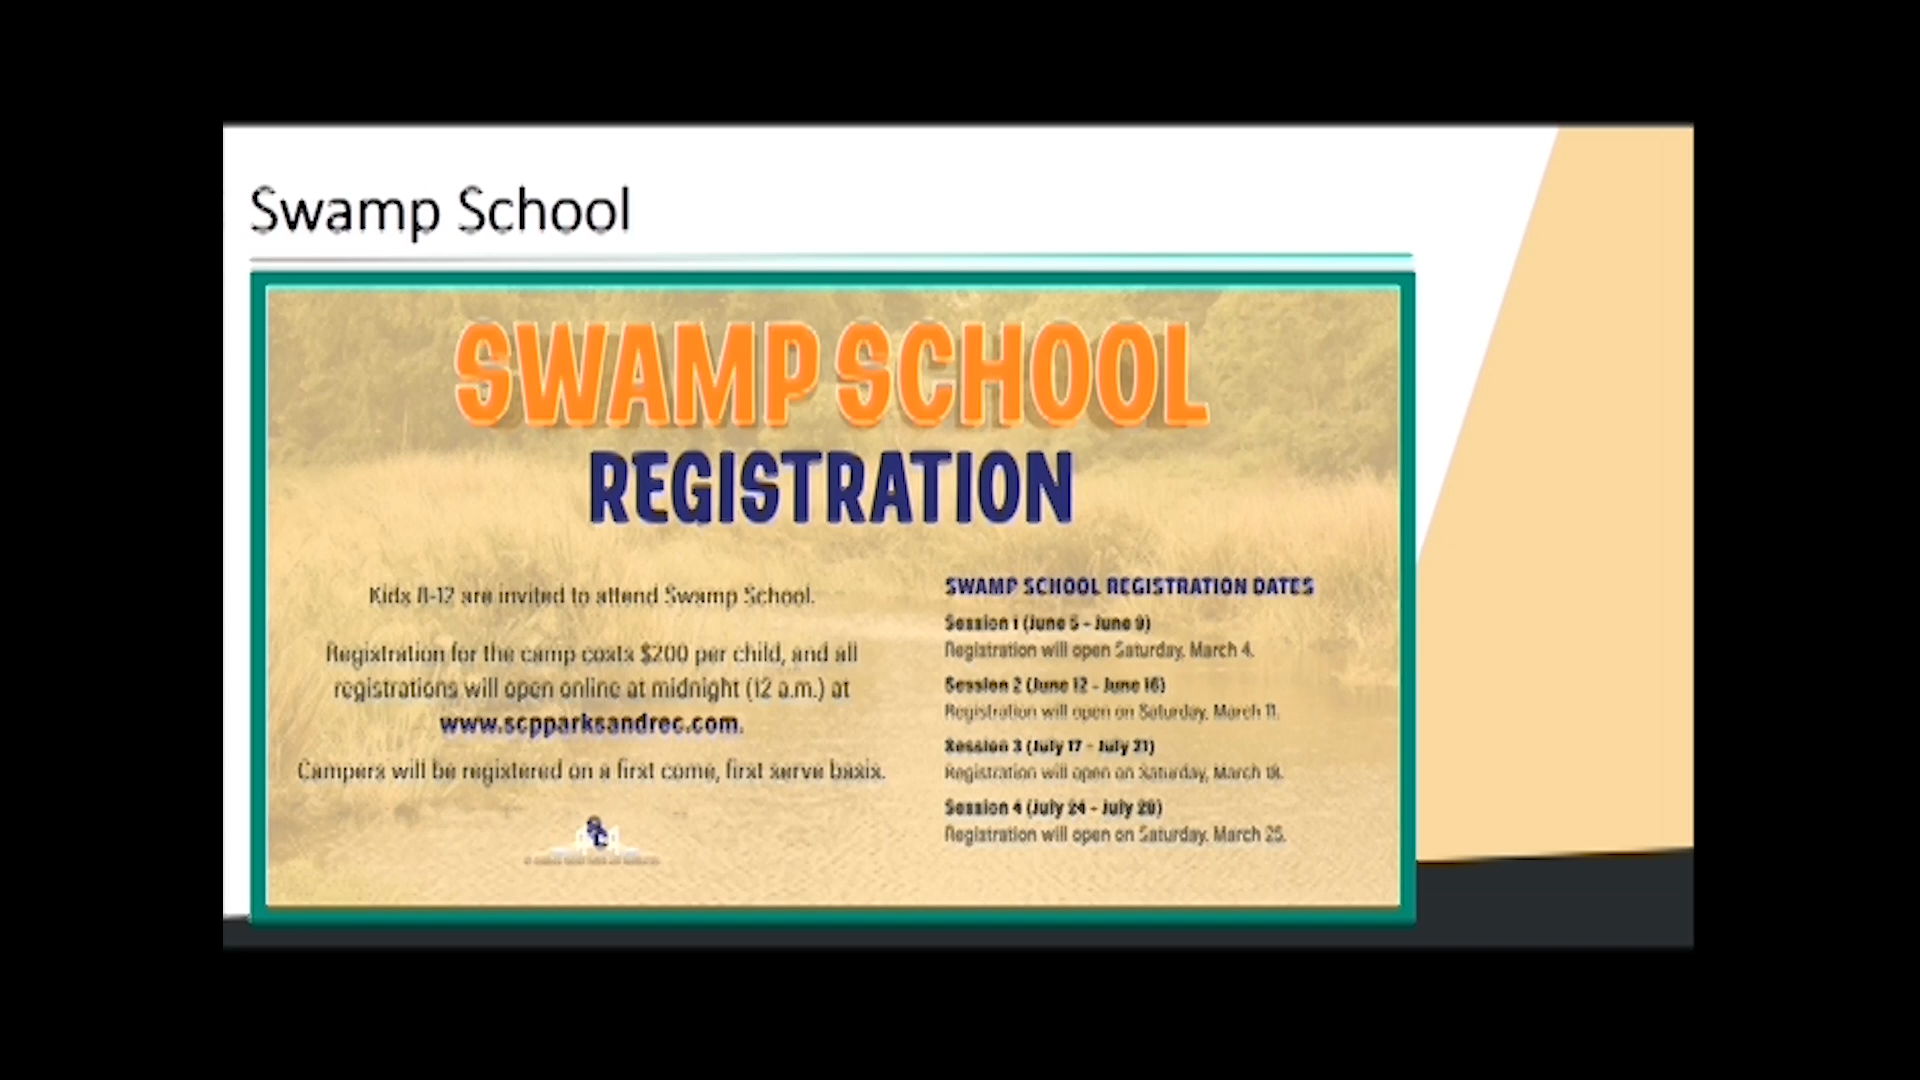 Swamp School
SWAMP SCHOOL
REGISTRATION
Kids 8-12 are invited to attend Swamp School.
Registration for the camp costs $200 per child, and all
registrations will open online at midnight (12 a.m.) at
www.scpparksandrec.com.
Campers will be registered on a first come, first serve basis.
SWAMP SCHOOL REGISTRATION DATES
Session 1 (June 5 - June 9)
Registration will open Saturday, March 4.
Session 2 (June 12 - June 16)
Registration will open on Saturday, March 11.
Session 3 (July 17 - July 21)
Registration will open on Saturday, March 18.
Session 4 (July 24 - July 28)
Registration will open on Saturday, March 25.